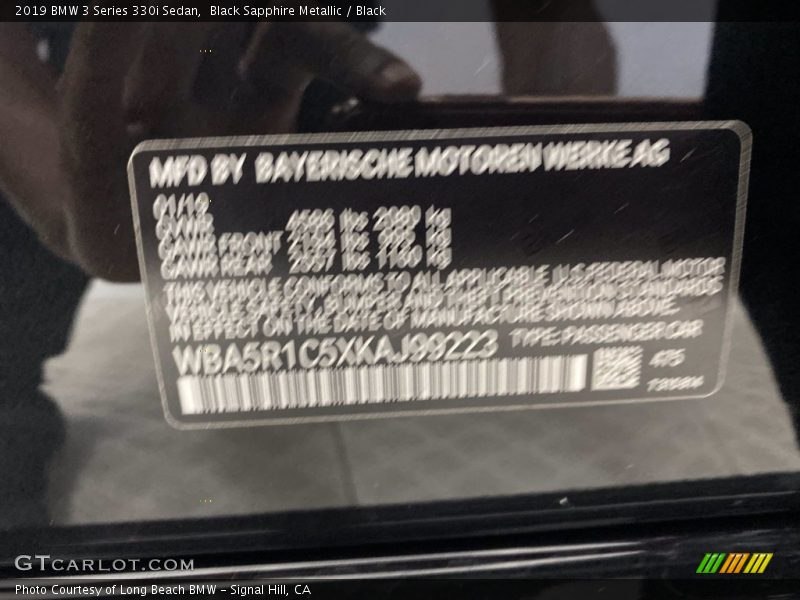 2019 BMW 3 Series 330i Sedan, Black Sapphire Metallic / Black
MFD BY BAYERISCHE MOTOREN WERKE AG
01/19
GVWR 4586 lbs 2080 kg
GAWR FRONT lbs kg
GAWR REAR lbs 1160 kg
THIS VEHICLE CONFORMS TO ALL APPLICABLE U.S. FEDERAL MOTOR
VEHICLE SAFETY, BUMPER AND THEFT PREVENTION STANDARDS
IN EFFECT ON THE DATE OF MANUFACTURE SHOWN ABOVE.
WBA5R1C5XKAJ99223 TYPE: PASSENGER CAR
475
GTCARLOT.COM
Photo Courtesy of Long Beach BMW – Signal Hill, CA